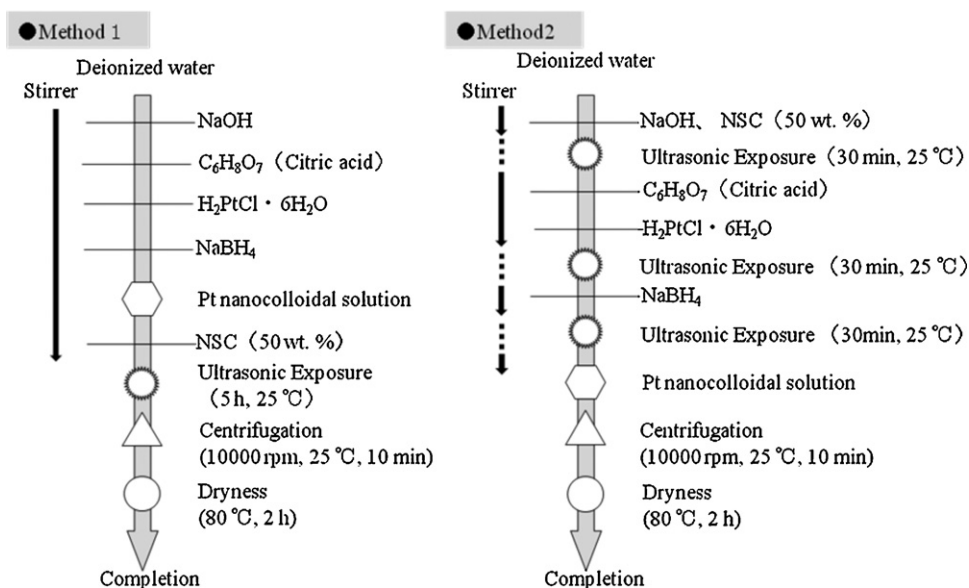 ●Method 1
Deionized water
Stirrer
NaOH
C₆H₈O₇（Citric acid）
H₂PtCl・6H₂O
NaBH₄
Pt nanocolloidal solution
NSC（50 wt. %）
Ultrasonic Exposure
（5 h, 25 ℃）
Centrifugation
(10000 rpm, 25 ℃, 10 min)
Dryness
(80 ℃, 2 h)
Completion
●Method2
Deionized water
Stirrer
NaOH、 NSC（50 wt. %）
Ultrasonic Exposure （30 min, 25 ℃）
C₆H₈O₇（Citric acid）
H₂PtCl・6H₂O
Ultrasonic Exposure （30 min, 25 ℃）
NaBH₄
Ultrasonic Exposure （30min, 25 ℃）
Pt nanocolloidal solution
Centrifugation
(10000 rpm, 25 ℃, 10 min)
Dryness
(80 ℃, 2 h)
Completion